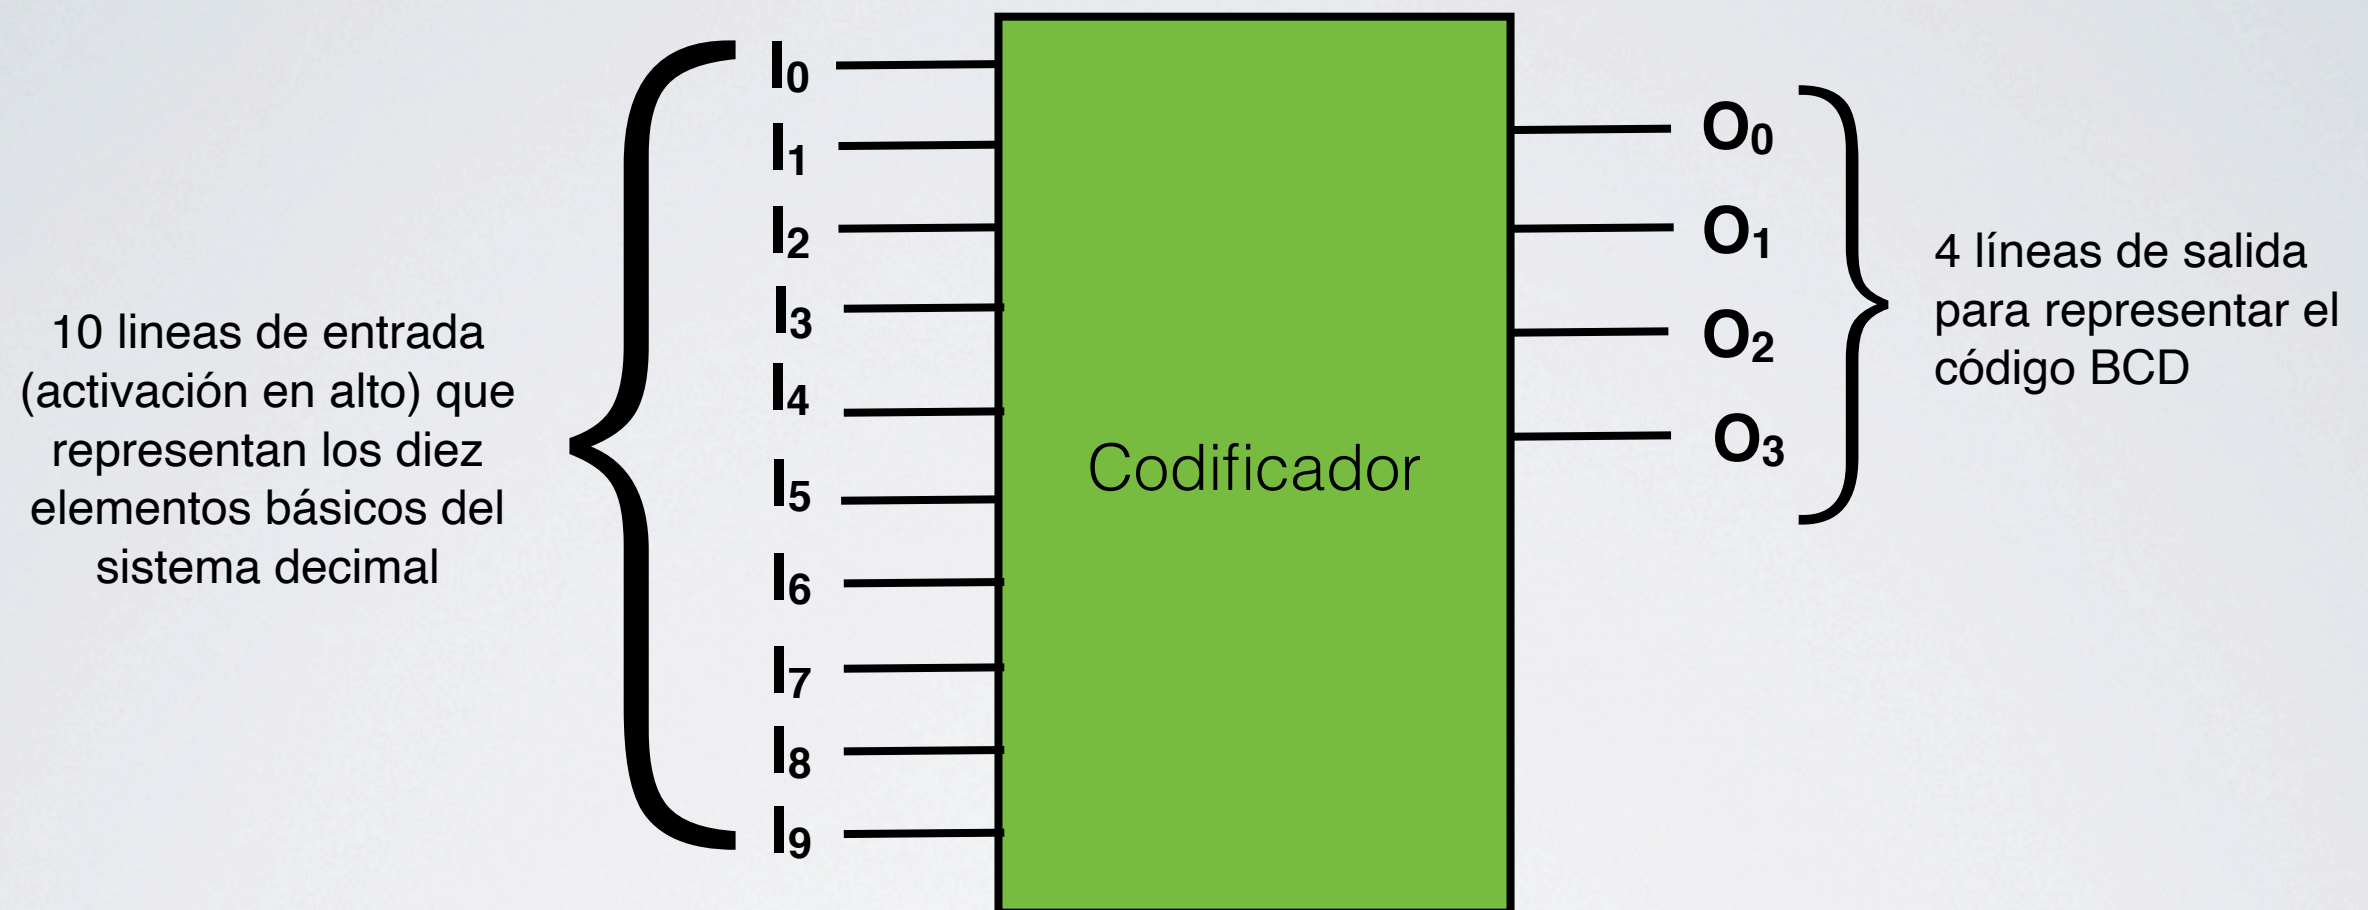 10 lineas de entrada
(activación en alto) que
representan los diez
elementos básicos del
sistema decimal
I0
I1
I2
I3
I4
I5
I6
I7
I8
I9
Codificador
O0
O1
O2
O3
4 líneas de salida
para representar el
código BCD